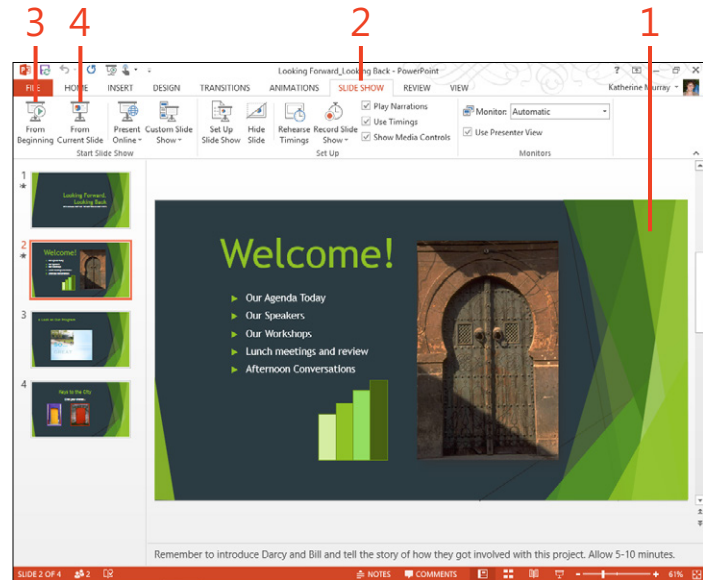 3 4 2 1
Looking Forward_Looking Back - PowerPoint
FILE HOME INSERT DESIGN TRANSITIONS ANIMATIONS SLIDE SHOW REVIEW VIEW Katherine Murray
From Beginning
From Current Slide
Present Online
Custom Slide Show
Set Up Slide Show
Hide Slide
Rehearse Timings
Record Slide Show
Play Narrations
Use Timings
Show Media Controls
Monitor: Automatic
Use Presenter View
Start Slide Show Set Up Monitors
1
Looking Forward,
Looking Back
2
Welcome!
3
4
Keys to the City
Welcome!
Our Agenda Today
Our Speakers
Our Workshops
Lunch meetings and review
Afternoon Conversations
Remember to introduce Darcy and Bill and tell the story of how they got involved with this project. Allow 5-10 minutes.
SLIDE 2 OF 4 2 NOTES COMMENTS 61%